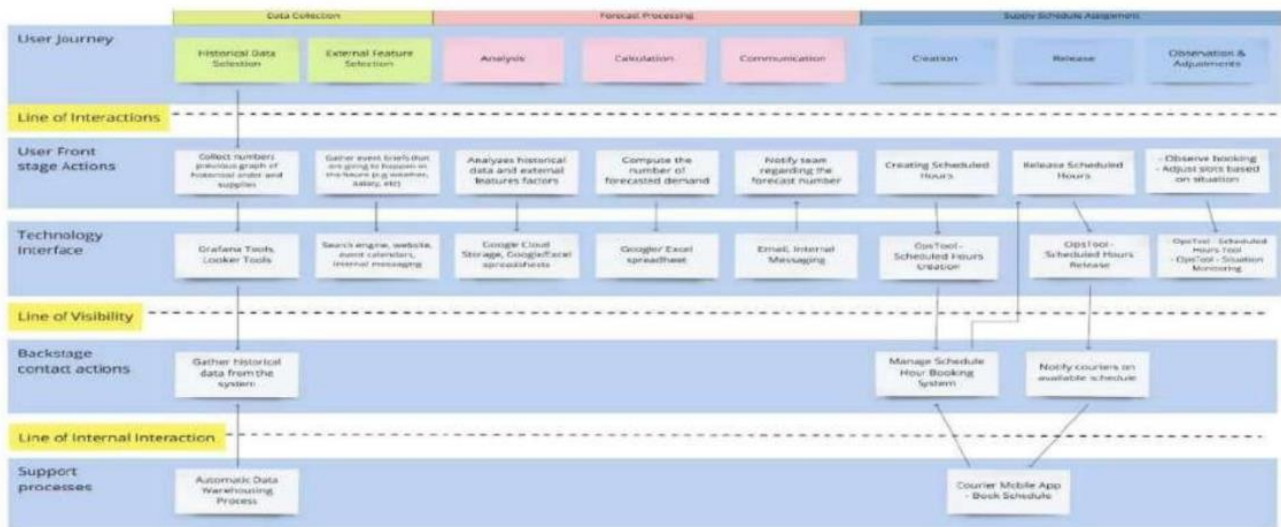 Data Collection
Forecast Processing
Supply Schedule Assignment
User Journey
Historical Data
Selection
External Feature
Selection
Analysis
Calculation
Communication
Creation
Release
Observation &
Adjustments
Line of Interactions
User Front
stage Actions
Collect numbers
previous graph of
historical order and
supplies
Gather event briefs that
are going to happen in
the future (e.g weather,
salary, etc)
Analyzes historical
data and external
features factors
Compute the
number of
forecasted demand
Notify team
regarding the
forecast number
Creating Scheduled
Hours
Release Scheduled
Hours
- Observe booking
- Adjust slots based
on situation
Technology
Interface
Grafana Tools,
Looker Tools
Search engine, website,
event calendars,
internal messaging
Google Cloud
Storage, Google/Excel
spreadsheets
Google/ Excel
spreadheet
Email, Internal
Messaging
OpsTool -
Scheduled Hours
Creation
OpsTool -
Scheduled Hours
Release
- OpsTool - Scheduled
Hours Tool
- OpsTool - Situation
Monitoring
Line of Visibility
Backstage
contact actions
Gather historical
data from the
system
Manage Schedule
Hour Booking
System
Notify couriers on
available schedule
Line of Internal Interaction
Support
processes
Automatic Data
Warehousing
Process
Courier Mobile App
- Book Schedule